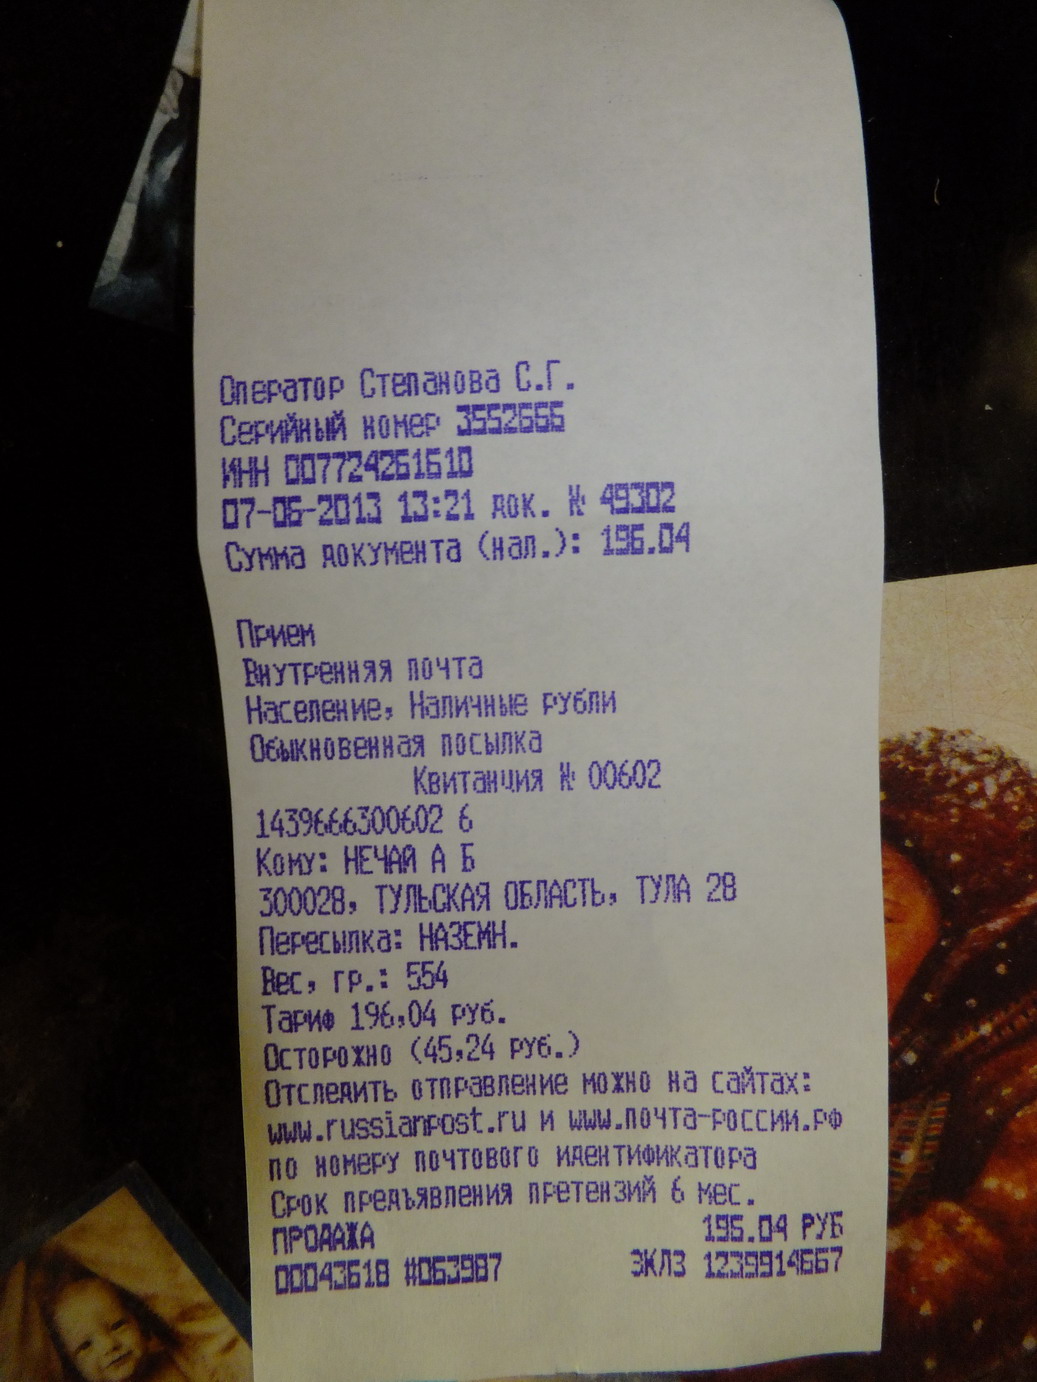 Оператор Степанова С.Г.
Серийный номер 3552666
ИНН 007724261610
07-06-2013 13:21 док. № 49302
Сумма документа (нал.): 196.04
Прием
Внутренняя почта
Население, Наличные рубли
Обыкновенная посылка
Квитанция № 00602
1439666300602 6
Кому: НЕЧАЙ А Б
300028, ТУЛЬСКАЯ ОБЛАСТЬ, ТУЛА 28
Пересылка: НАЗЕМН.
Вес, гр.: 554
Тариф 196,04 руб.
Осторожно (45,24 руб.)
Отследить отправление можно на сайтах:
www.russianpost.ru и www.почта-россии.рф
по номеру почтового идентификатора
Срок предъявления претензий 6 мес.
ПРОДАЖА 196.04 РУБ
00043618 #063987 ЭКЛЗ 1239914667